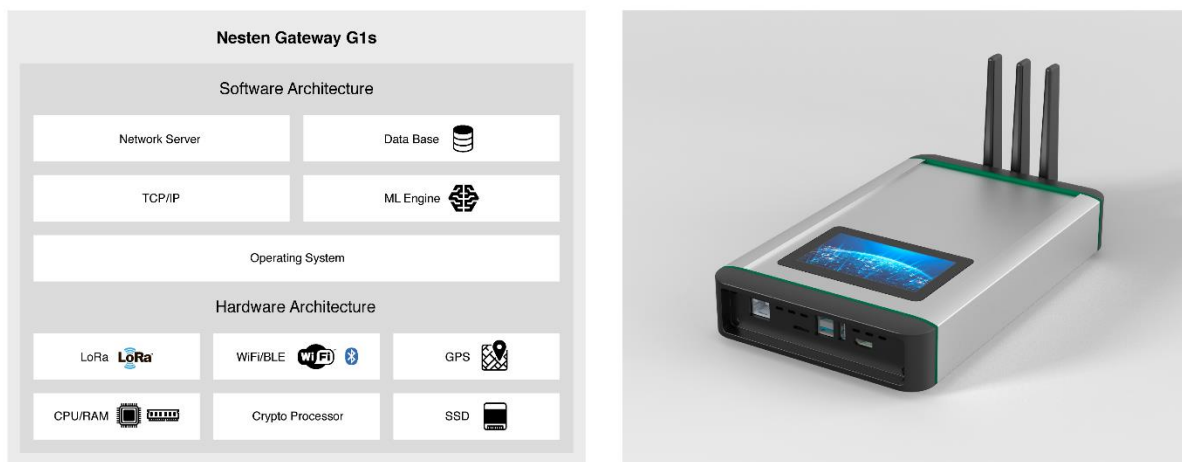 Nesten Gateway G1s
Software Architecture
Network Server
Data Base
TCP/IP
ML Engine
Operating System
Hardware Architecture
LoRa LoRa
WiFi/BLE WiFi
GPS
CPU/RAM
Crypto Processor
SSD